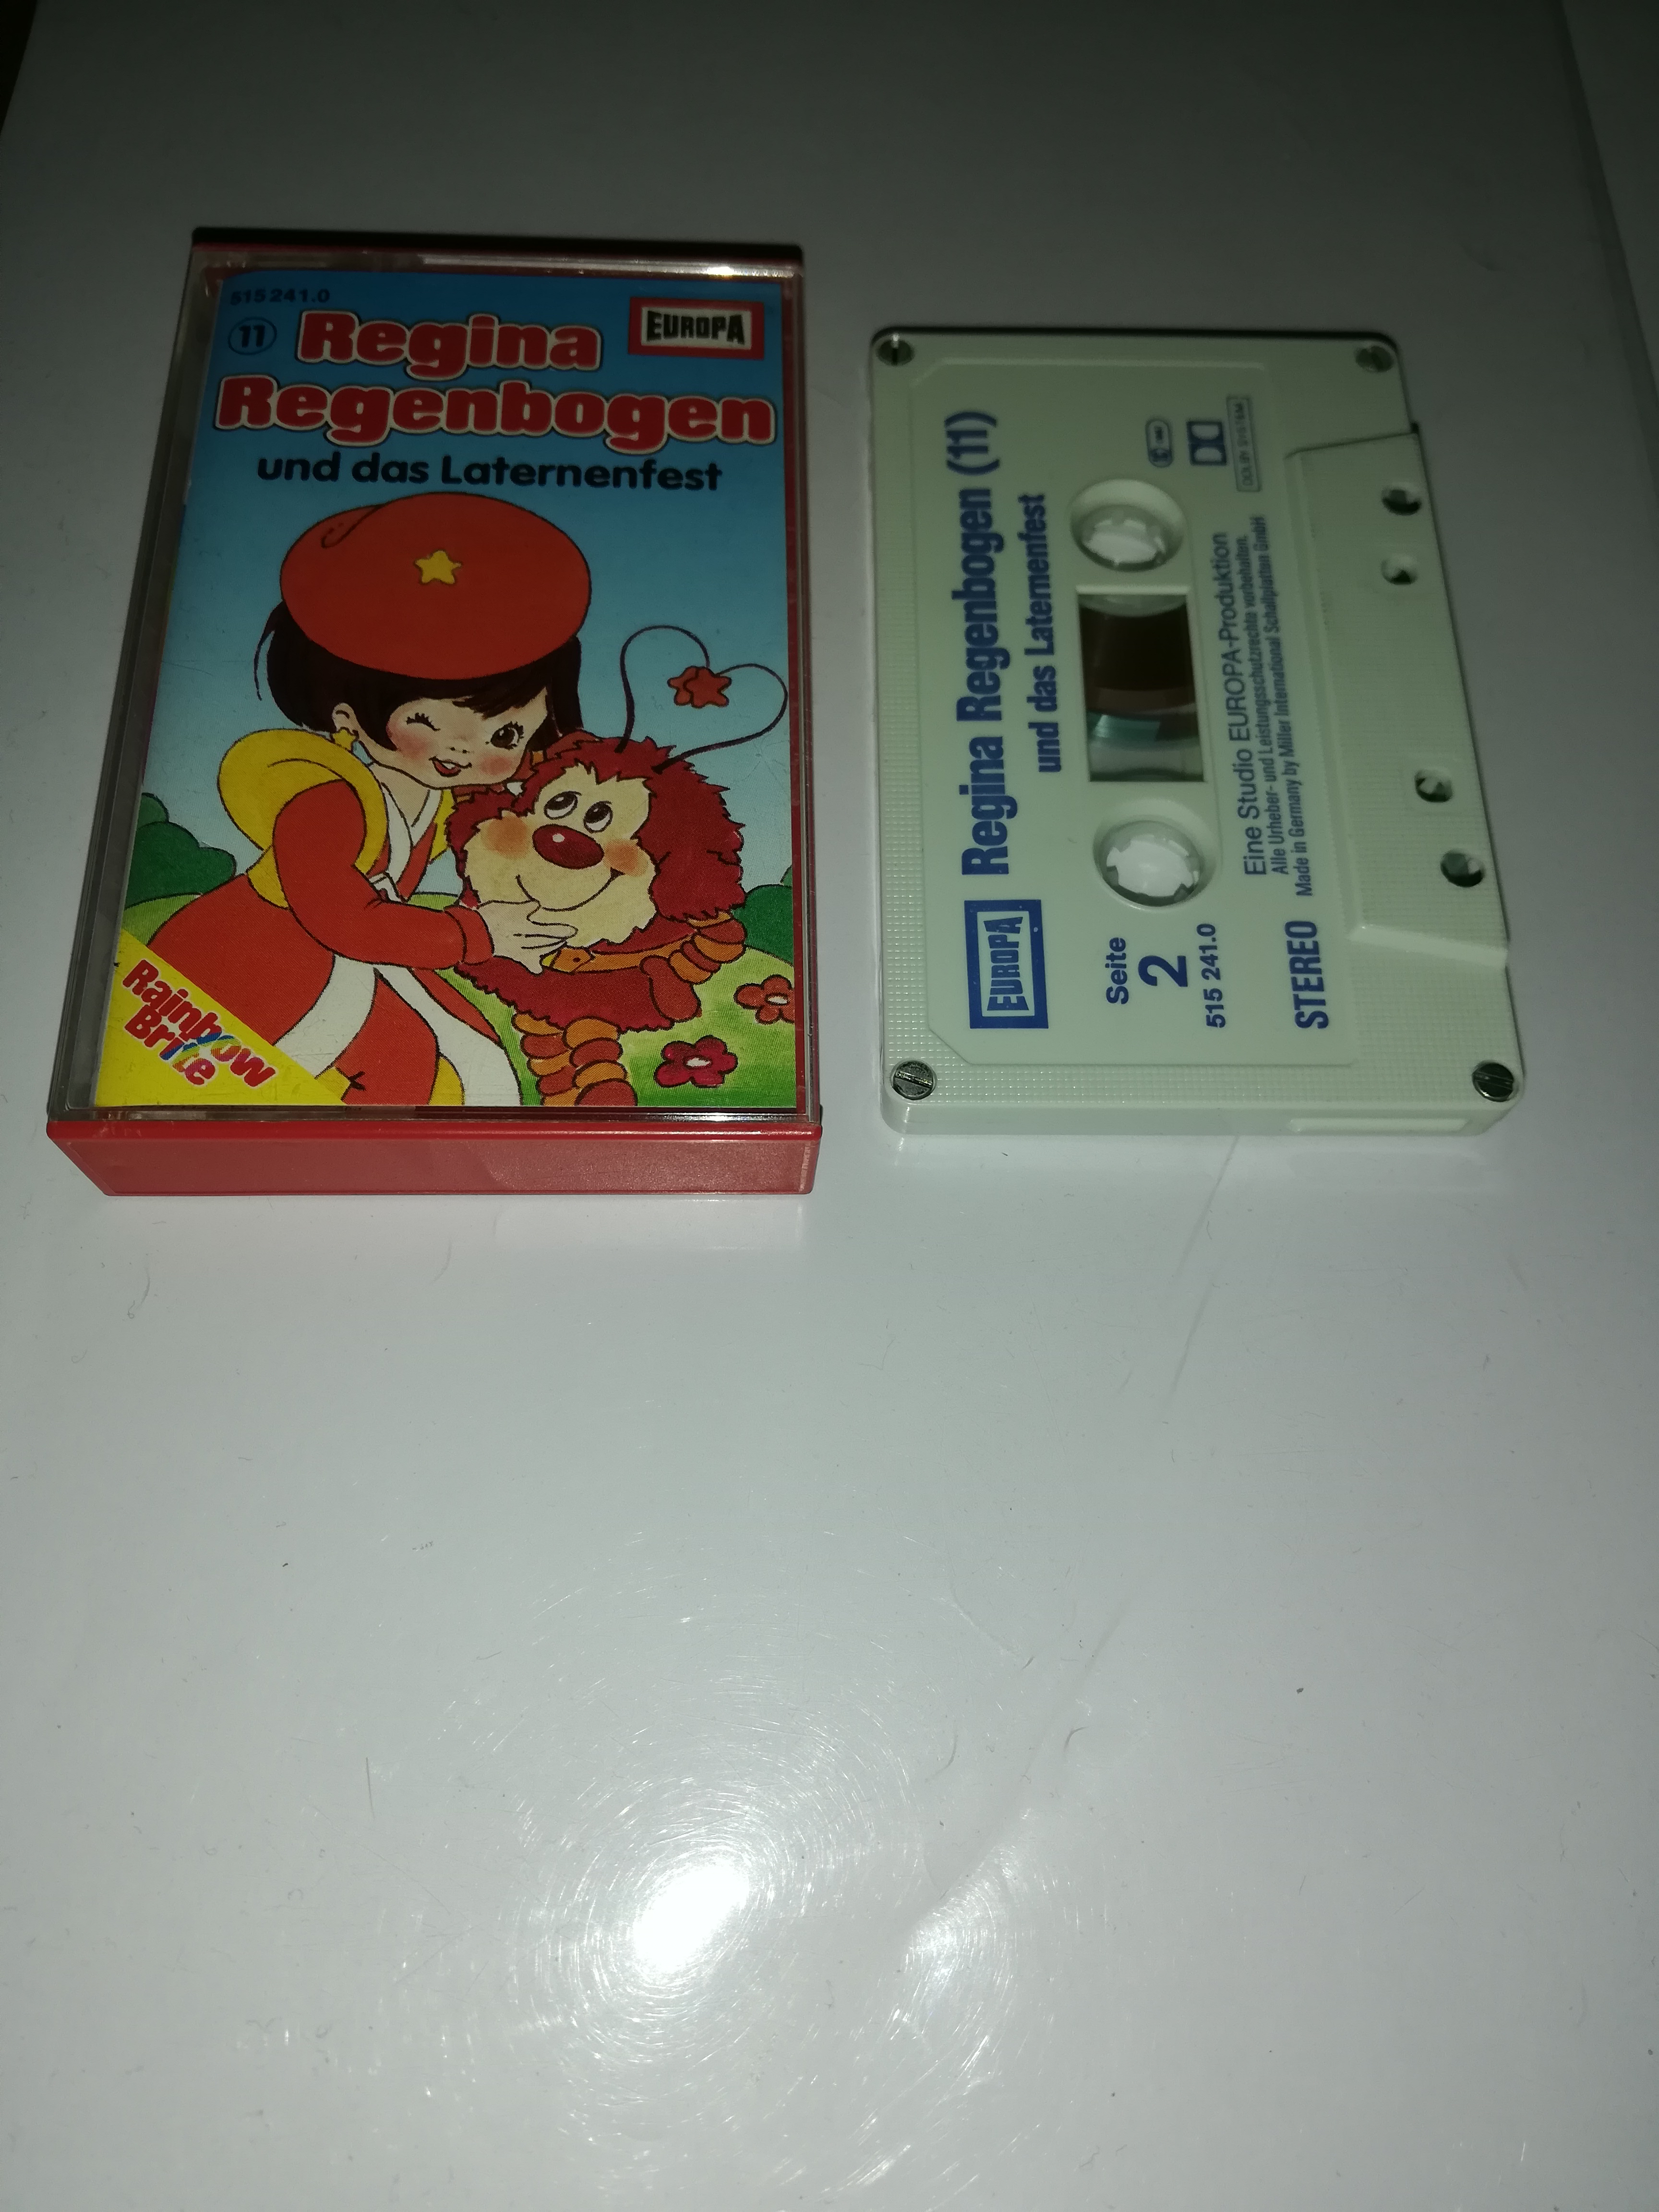 515241.0
11
Regina
Regenbogen
und das Laternenfest
EUROPA
Rainbow
Brite
EUROPA
Regina Regenbogen (11)
und das Laternenfest
Seite
2
515 241.0
STEREO
Eine Studio EUROPA-Produktion
Alle Urheber- und Leistungsschutzrechte vorbehalten.
Made in Germany by Miller International Schallplatten GmbH
DOLBY SYSTEM